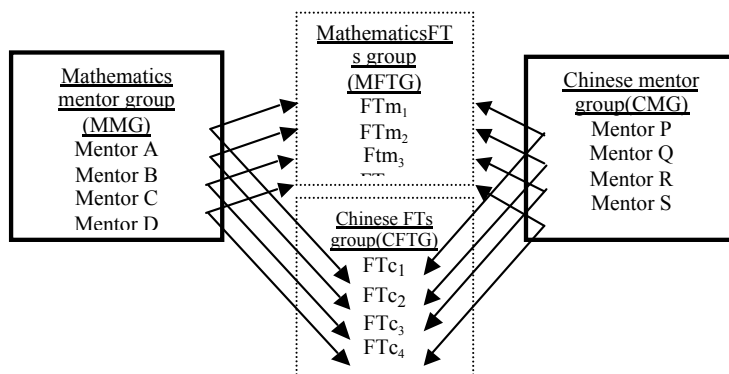 Mathematics
mentor group
(MMG)
Mentor A
Mentor B
Mentor C
Mentor D
MathematicsFT
s group
(MFTG)
FTm₁
FTm₂
Ftm₃
Chinese FTs
group(CFTG)
FTc₁
FTc₂
FTc₃
FTc₄
Chinese mentor
group(CMG)
Mentor P
Mentor Q
Mentor R
Mentor S